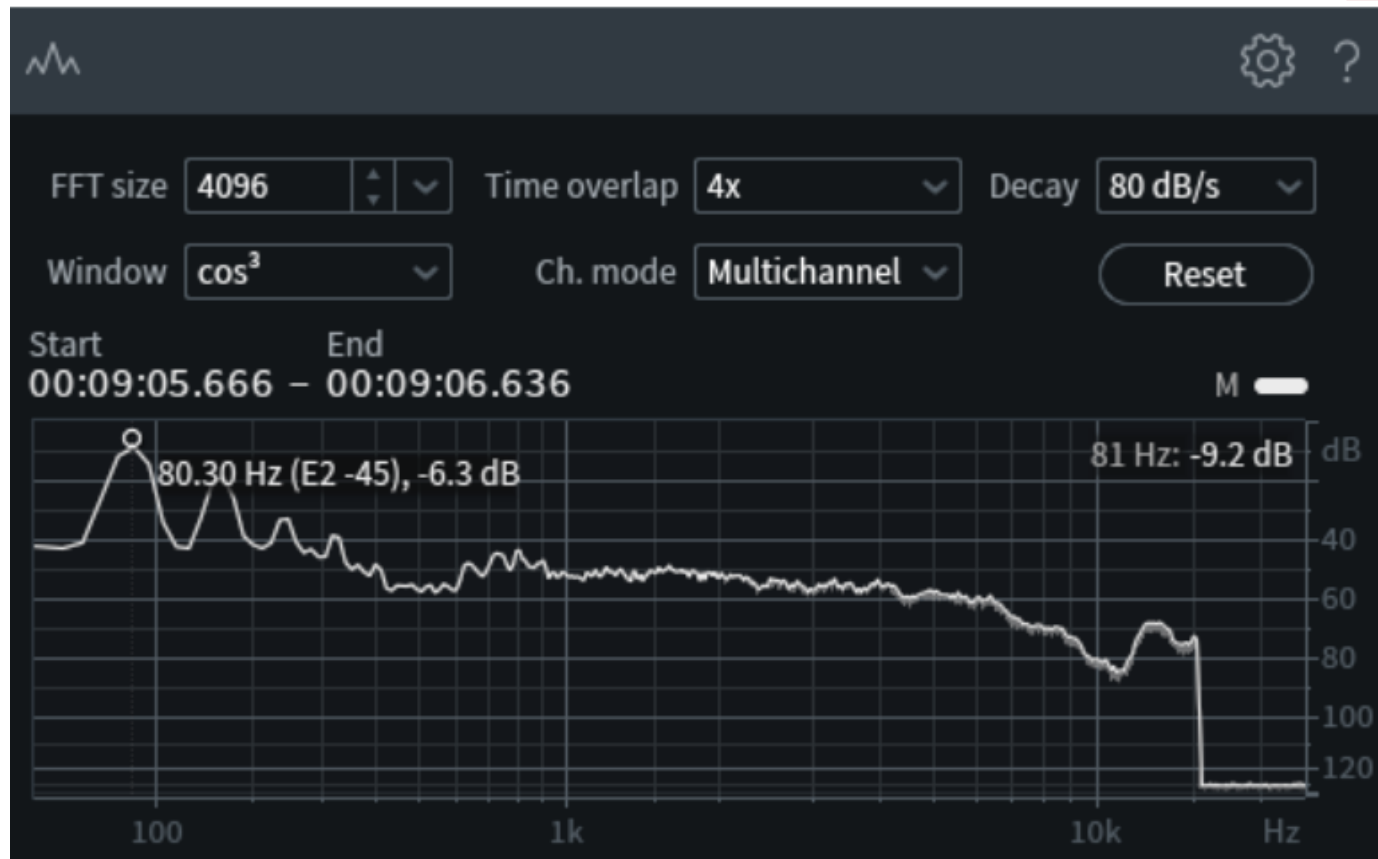 ?
FFT size 4096 Time overlap 4x Decay 80 dB/s
Window cos³ Ch. mode Multichannel Reset
Start End
00:09:05.666 – 00:09:06.636 M
80.30 Hz (E2 -45), -6.3 dB 81 Hz: -9.2 dB dB
40
60
80
100
120
100 1k 10k Hz